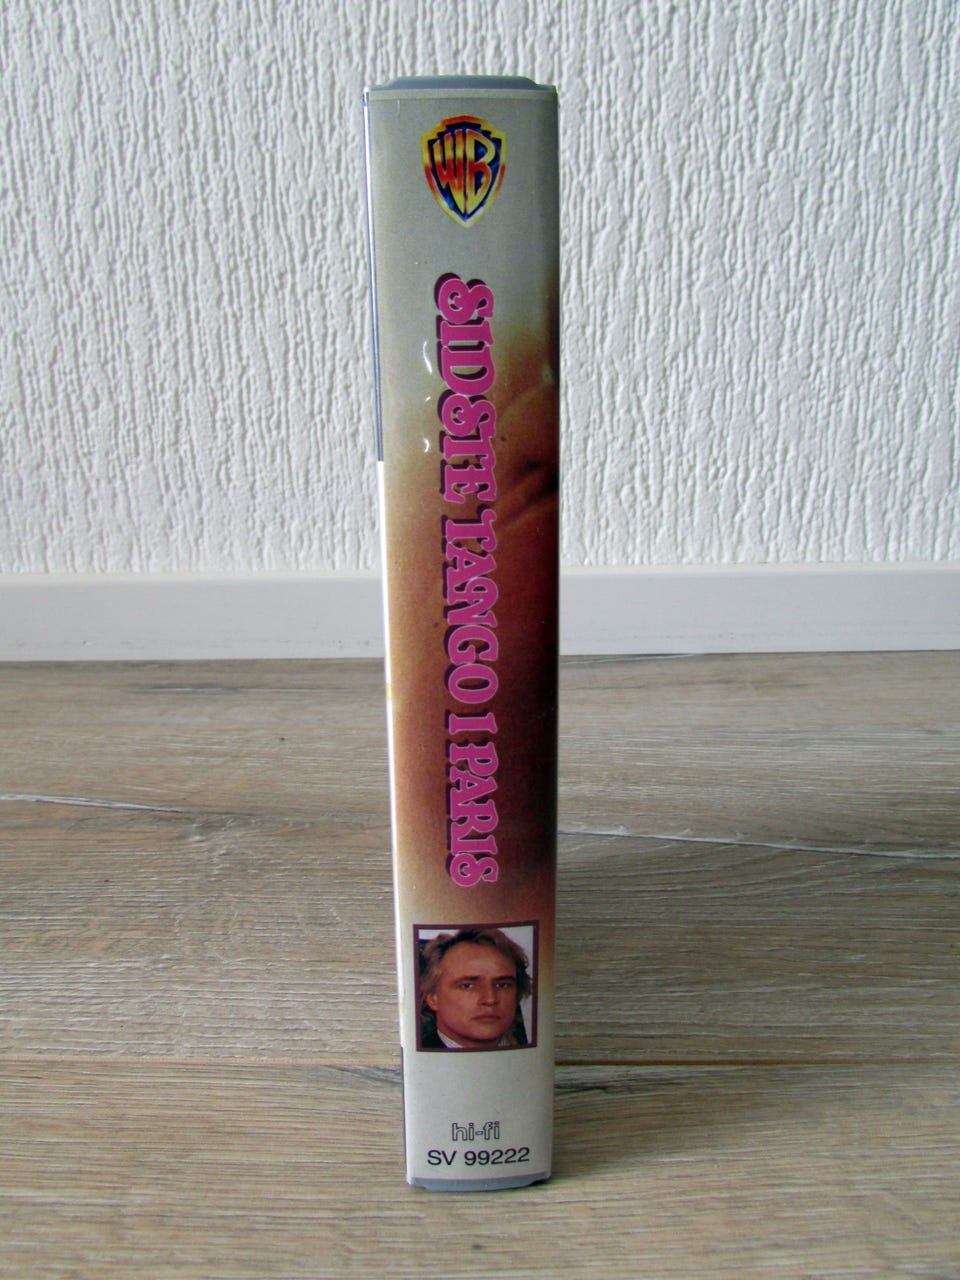 WB
SIDSTE TANGO I PARIS
hi-fi
SV 99222